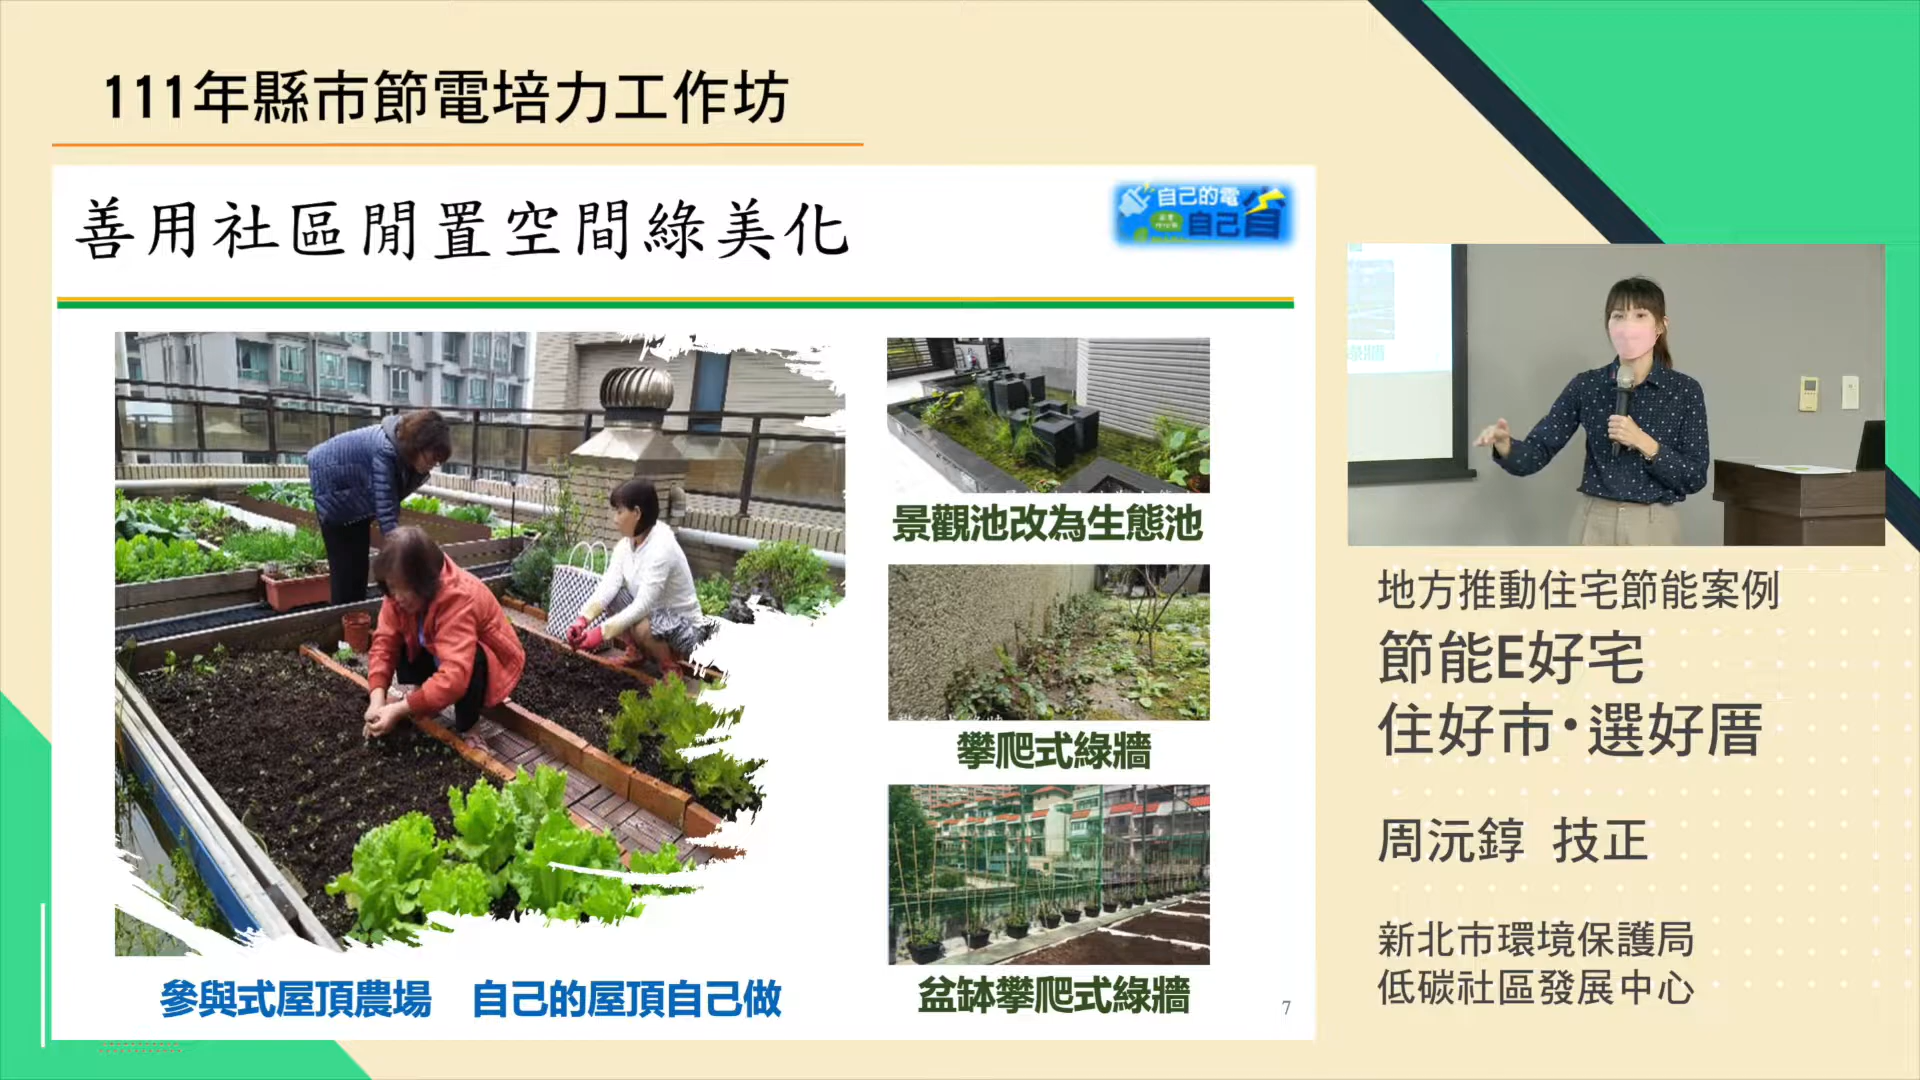 111年縣市節電培力工作坊
善用社區閒置空間綠美化
自己的電
自己省
景觀池改為生態池
攀爬式綠牆
盆缽攀爬式綠牆
參與式屋頂農場 自己的屋頂自己做
7
綠牆
地方推動住宅節能案例
節能E好宅
住好市・選好厝
周沅錞 技正
新北市環境保護局
低碳社區發展中心